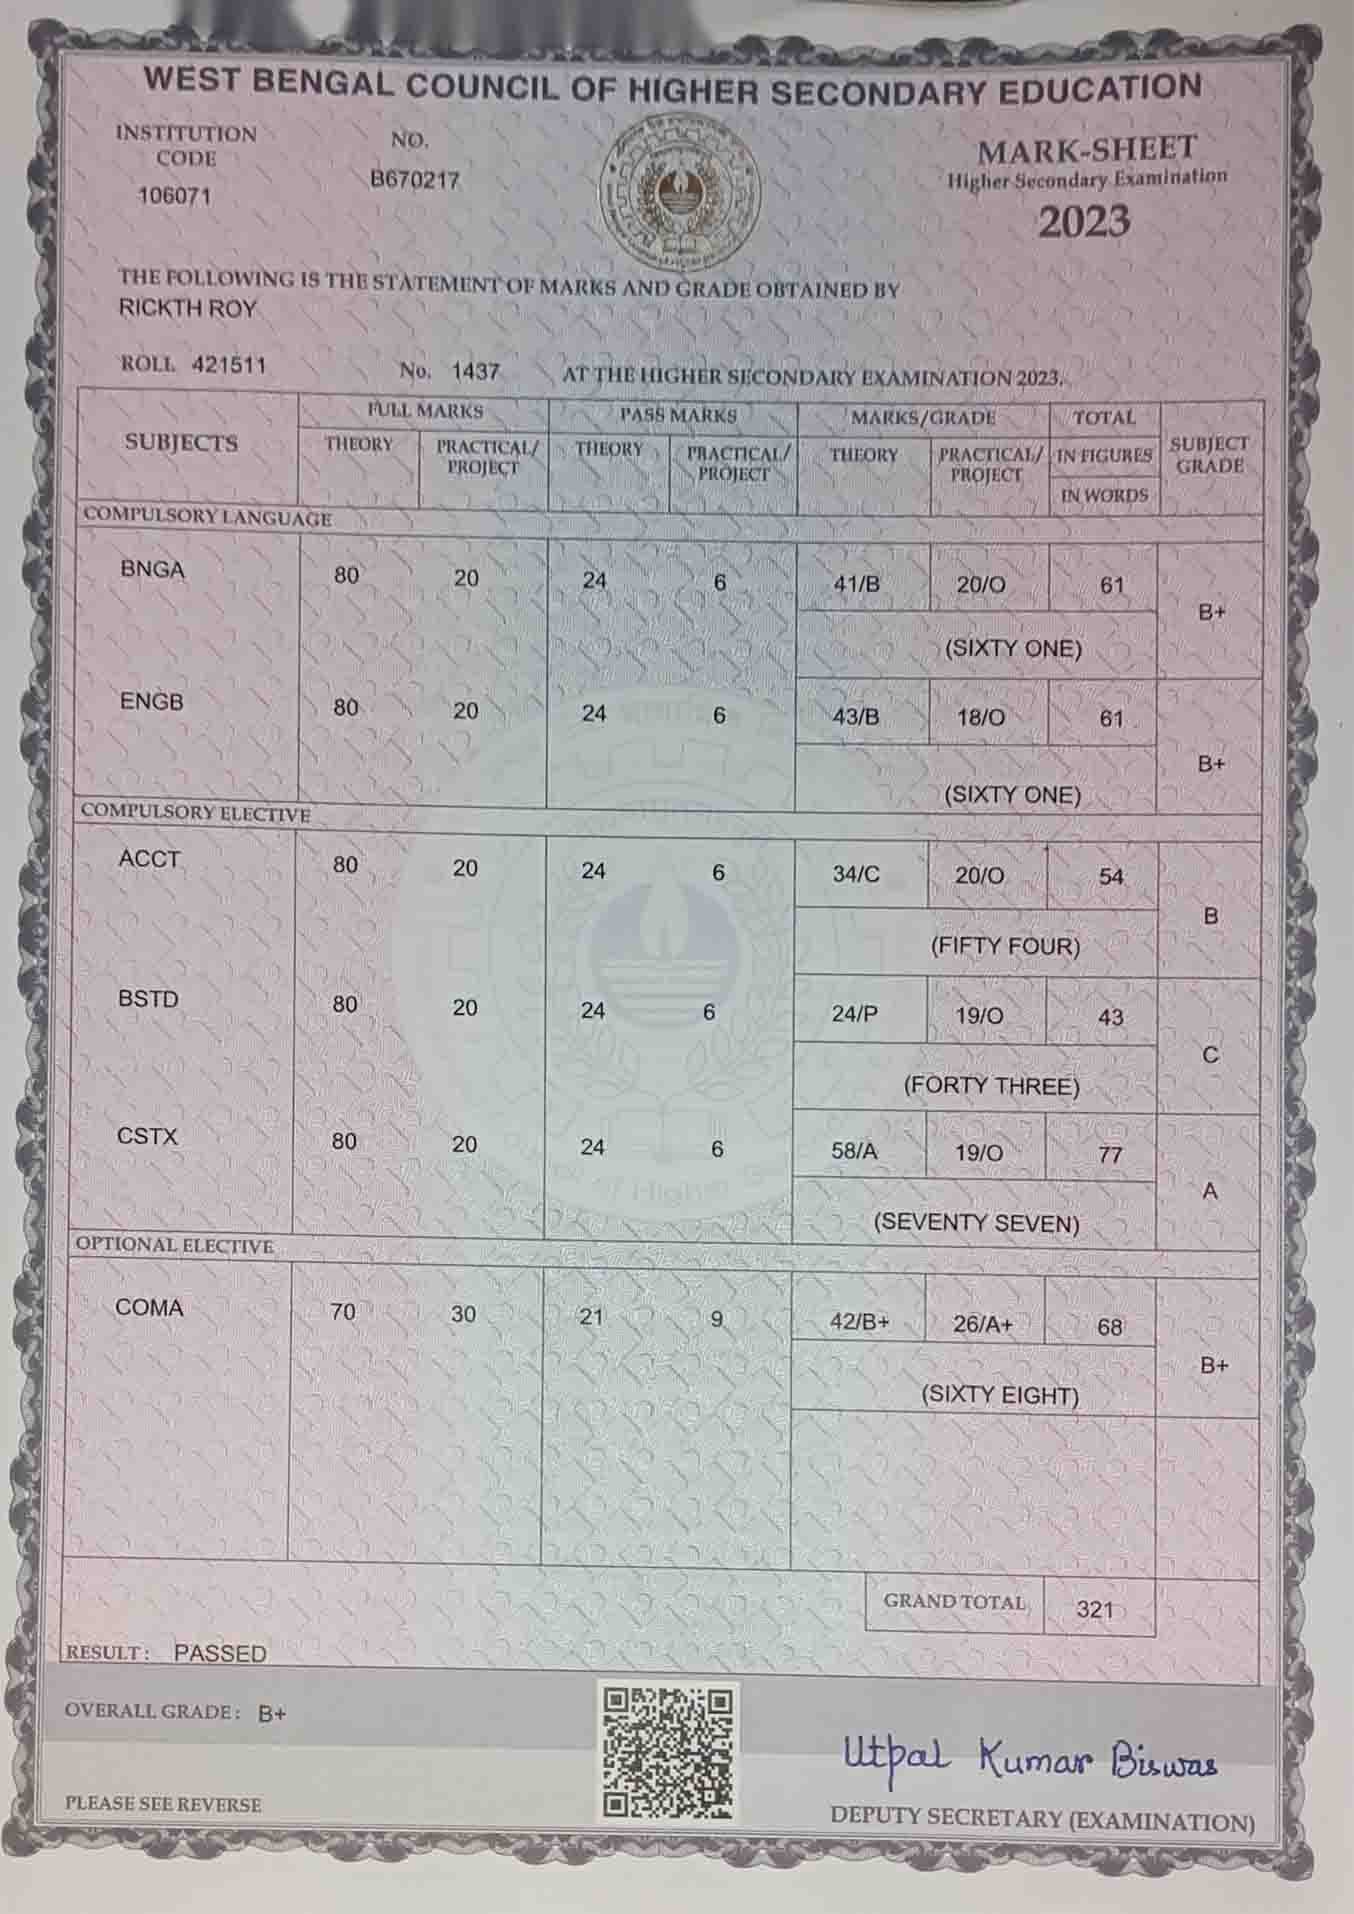 WEST BENGAL COUNCIL OF HIGHER SECONDARY EDUCATION
INSTITUTION CODE
106071
NO.
B670217
MARK-SHEET
Higher Secondary Examination
2023
THE FOLLOWING IS THE STATEMENT OF MARKS AND GRADE OBTAINED BY
RICKTH ROY
ROLL 421511 No. 1437 AT THE HIGHER SECONDARY EXAMINATION 2023.
SUBJECTS FULL MARKS PASS MARKS MARKS/GRADE TOTAL SUBJECT GRADE
THEORY PRACTICAL/PROJECT THEORY PRACTICAL/PROJECT THEORY PRACTICAL/PROJECT IN FIGURES
IN WORDS
COMPULSORY LANGUAGE
BNGA 80 20 24 6 41/B 20/O 61 B+
(SIXTY ONE)
ENGB 80 20 24 6 43/B 18/O 61 B+
(SIXTY ONE)
COMPULSORY ELECTIVE
ACCT 80 20 24 6 34/C 20/O 54 B
(FIFTY FOUR)
BSTD 80 20 24 6 24/P 19/O 43 C
(FORTY THREE)
CSTX 80 20 24 6 58/A 19/O 77 A
(SEVENTY SEVEN)
OPTIONAL ELECTIVE
COMA 70 30 21 9 42/B+ 26/A+ 68 B+
(SIXTY EIGHT)
GRAND TOTAL 321
RESULT : PASSED
OVERALL GRADE : B+
Utpal Kumar Biswas
PLEASE SEE REVERSE
DEPUTY SECRETARY (EXAMINATION)